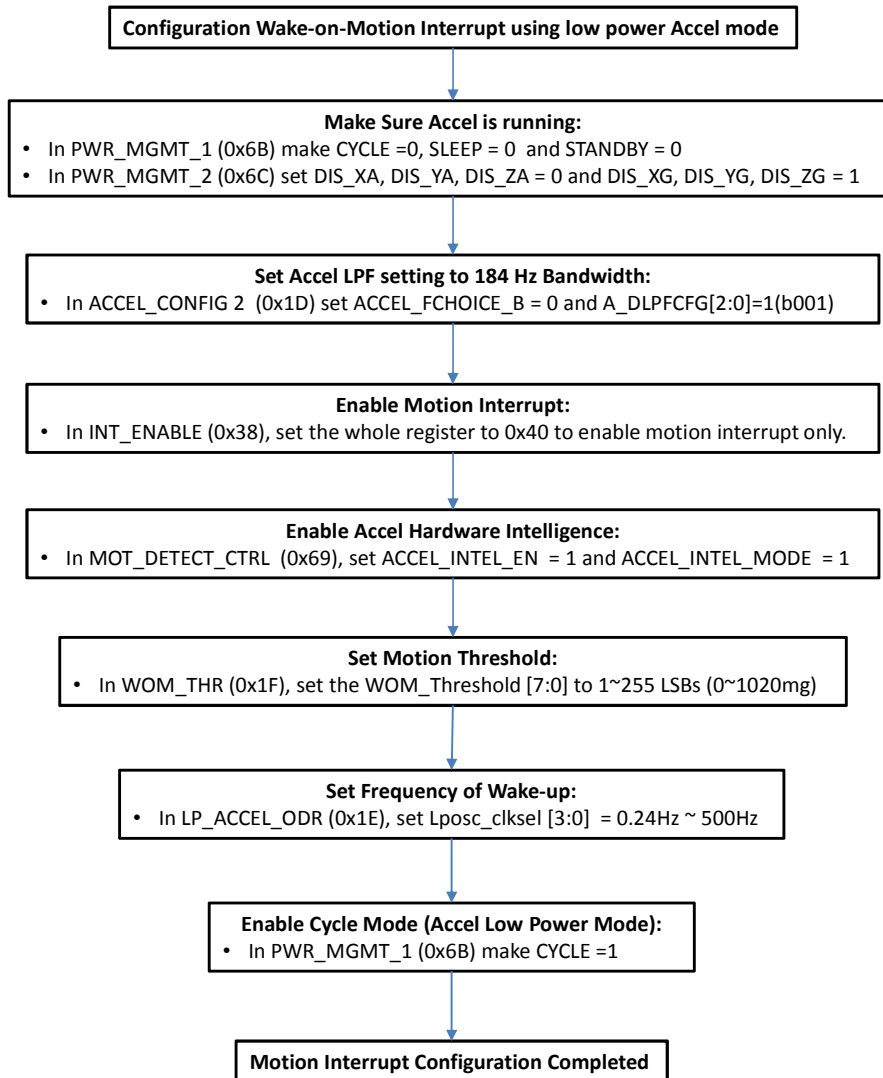 Configuration Wake-on-Motion Interrupt using low power Accel mode
Make Sure Accel is running:
• In PWR_MGMT_1 (0x6B) make CYCLE =0, SLEEP = 0 and STANDBY = 0
• In PWR_MGMT_2 (0x6C) set DIS_XA, DIS_YA, DIS_ZA = 0 and DIS_XG, DIS_YG, DIS_ZG = 1
Set Accel LPF setting to 184 Hz Bandwidth:
• In ACCEL_CONFIG 2 (0x1D) set ACCEL_FCHOICE_B = 0 and A_DLPFCFG[2:0]=1(b001)
Enable Motion Interrupt:
• In INT_ENABLE (0x38), set the whole register to 0x40 to enable motion interrupt only.
Enable Accel Hardware Intelligence:
• In MOT_DETECT_CTRL (0x69), set ACCEL_INTEL_EN = 1 and ACCEL_INTEL_MODE = 1
Set Motion Threshold:
• In WOM_THR (0x1F), set the WOM_Threshold [7:0] to 1~255 LSBs (0~1020mg)
Set Frequency of Wake-up:
• In LP_ACCEL_ODR (0x1E), set Lposc_clksel [3:0] = 0.24Hz ~ 500Hz
Enable Cycle Mode (Accel Low Power Mode):
• In PWR_MGMT_1 (0x6B) make CYCLE =1
Motion Interrupt Configuration Completed